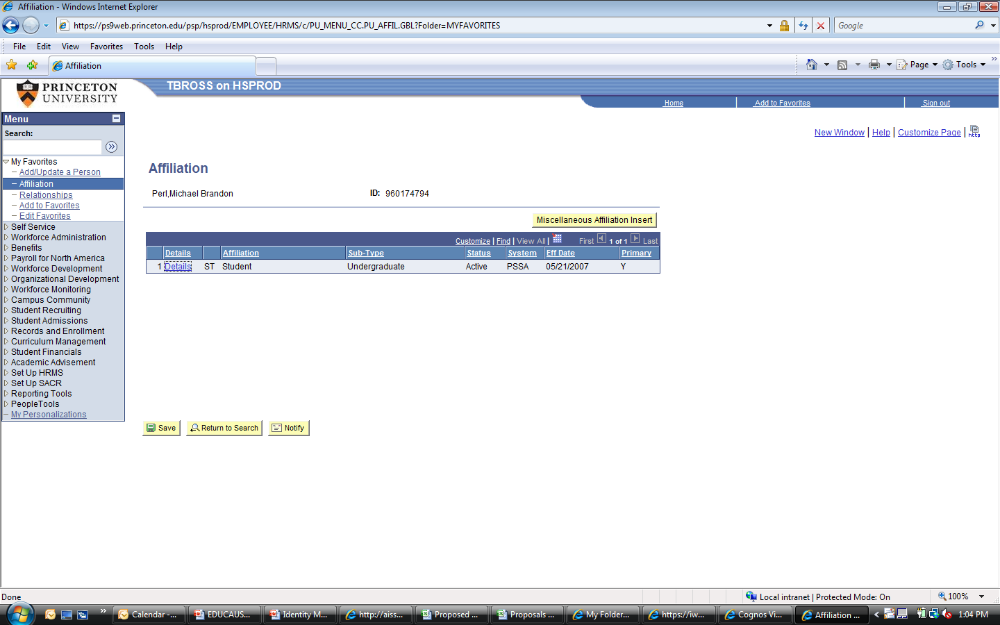 Affiliation - Windows Internet Explorer
https://ps9web.princeton.edu/psp/hsprod/EMPLOYEE/HRMS/c/PU_MENU_CC.PU_AFFIL.GBL?Folder=MYFAVORITES
Google
File Edit View Favorites Tools Help
Affiliation
Page Tools
PRINCETON UNIVERSITY
TBROSS on HSPROD
Home Add to Favorites Sign out
Menu
Search:
My Favorites
Add/Update a Person
Affiliation
Relationships
Add to Favorites
Edit Favorites
Self Service
Workforce Administration
Benefits
Payroll for North America
Workforce Development
Organizational Development
Workforce Monitoring
Campus Community
Student Recruiting
Student Admissions
Records and Enrollment
Curriculum Management
Student Financials
Academic Advisement
Set Up HRMS
Set Up SACR
Reporting Tools
PeopleTools
My Personalizations
New Window | Help | Customize Page | http
Affiliation
Perl,Michael Brandon ID: 960174794
Miscellaneous Affiliation Insert
Customize | Find | View All | First 1 of 1 Last
Details Affiliation Sub-Type Status System Eff Date Primary
1 Details ST Student Undergraduate Active PSSA 05/21/2007 Y
Save Return to Search Notify
Done
Local intranet | Protected Mode: On
100%
Calendar -... EDUCAUS... Identity M... http://aiss... Proposed ... Proposals ... My Folder... https://iw... Cognos Vi... Affiliation ... 1:04 PM